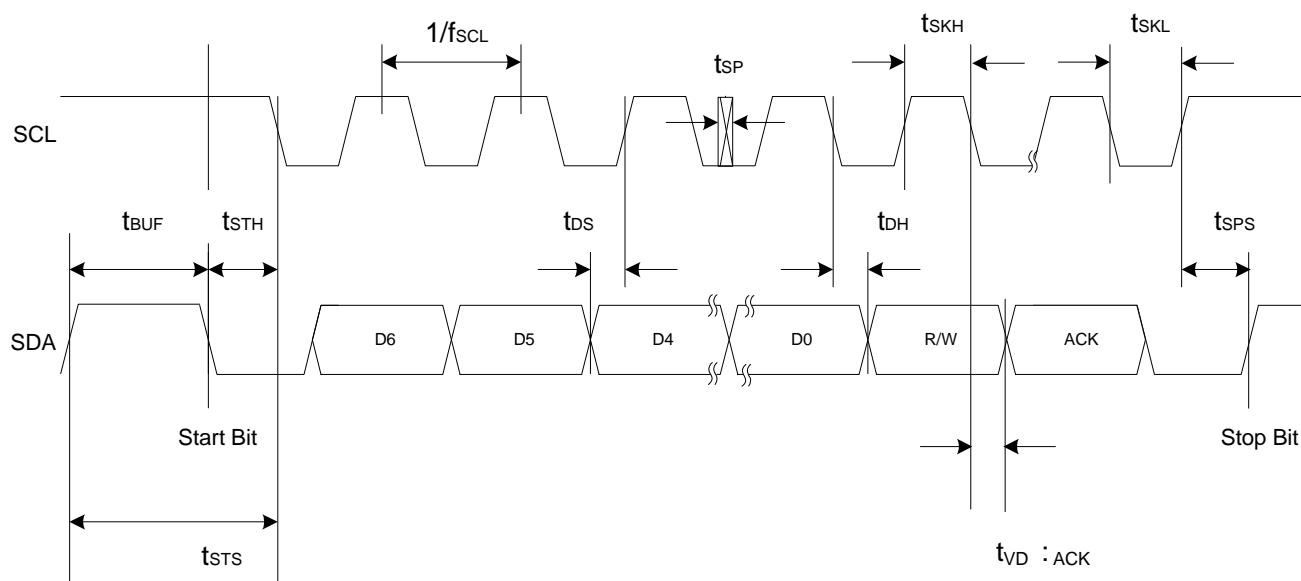 1/fSCL
tSKH
tSKL
tSP
SCL
tBUF
tSTH
tDS
tDH
tSPS
SDA
D6
D5
D4
D0
R/W
ACK
Start Bit
Stop Bit
tSTS
tVD : ACK